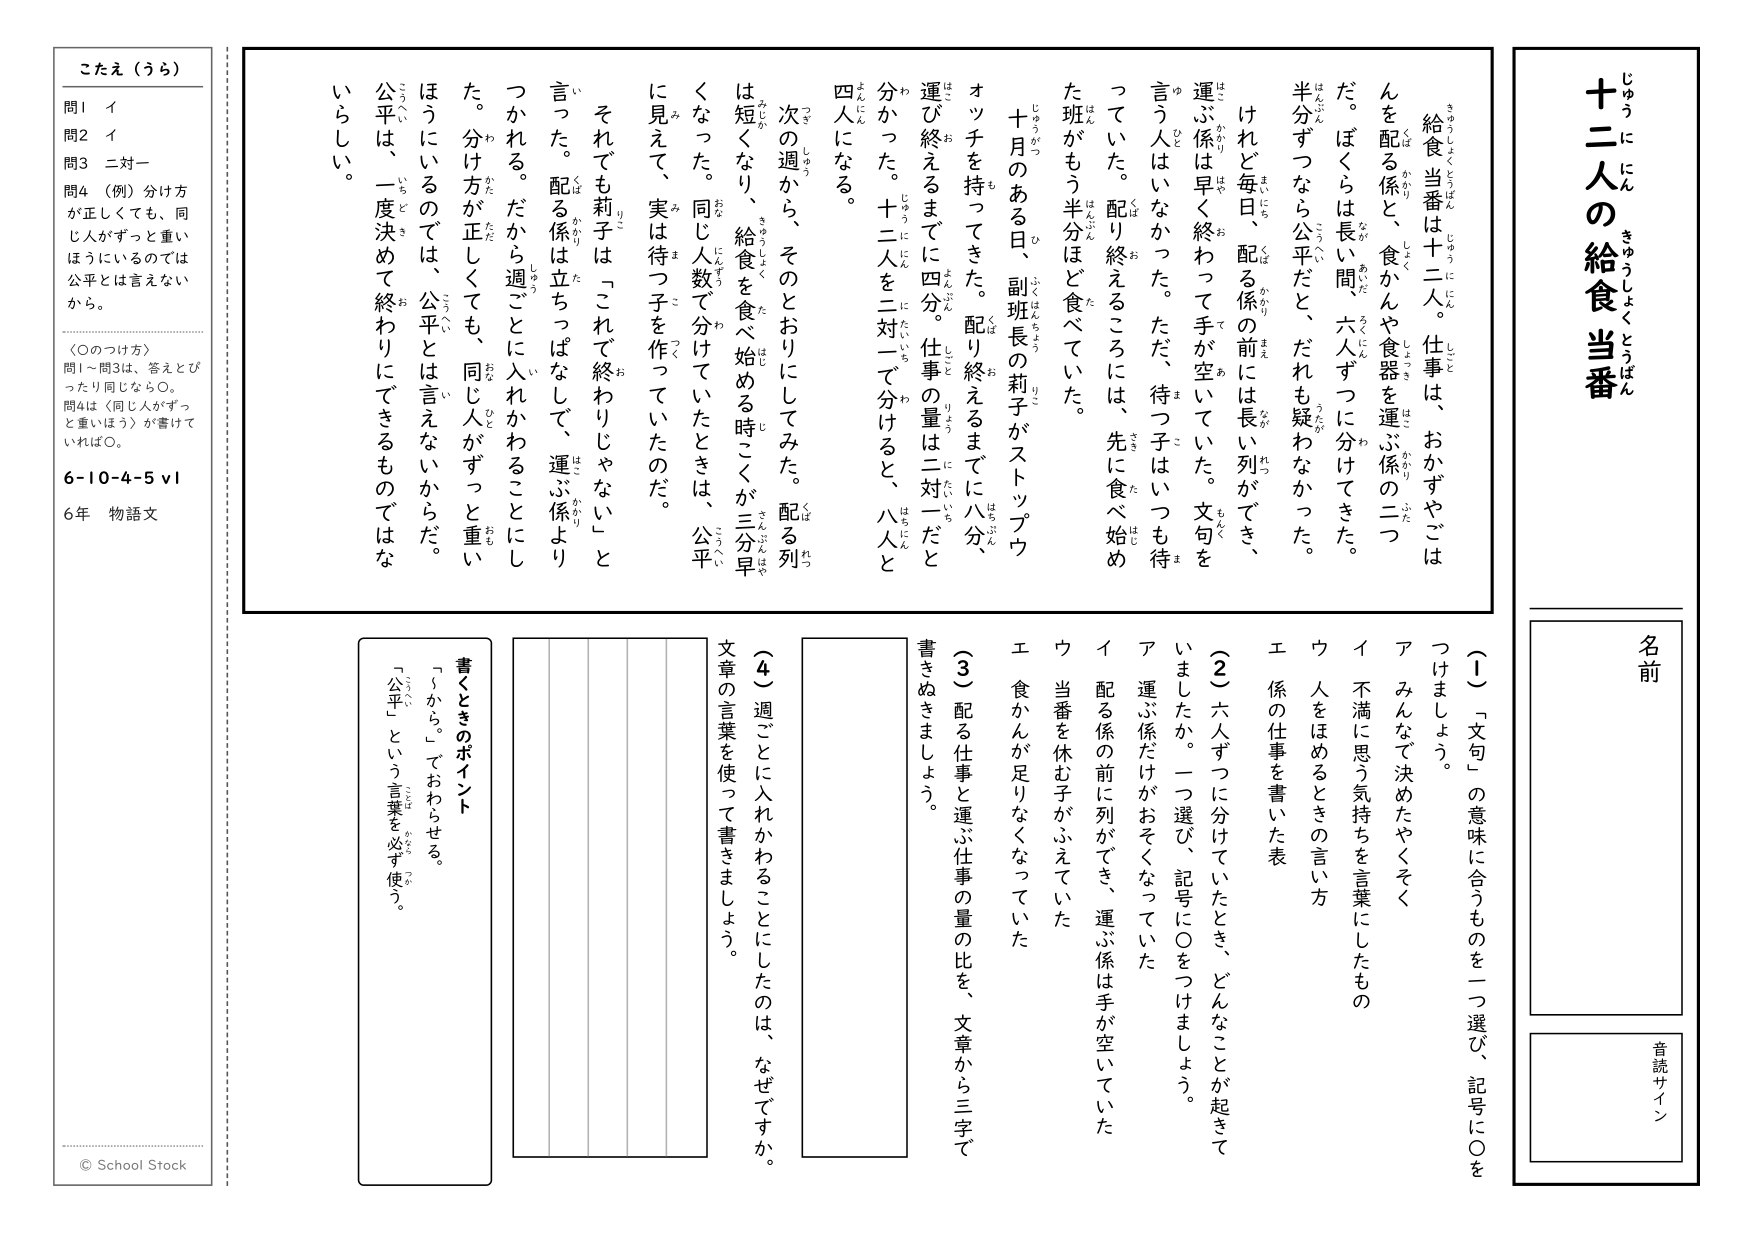 十二人の給食当番
じゅうににん きゅうしょくとうばん
名前
音読サイン
給食当番は十二人。仕事は、おかずやごは
んを配る係と、食かんや食器を運ぶ係の二つ
だ。ぼくらは長い間、六人ずつに分けてきた。
半分ずつなら公平だと、だれも疑わなかった。
けれど毎日、配る係の前には長い列ができ、
運ぶ係は早く終わって手が空いていた。文句を
言う人はいなかった。ただ、待つ子はいつも待
っていた。配り終えるころには、先に食べ始め
た班がもう半分ほど食べていた。
十月のある日、副班長の莉子がストップウ
ォッチを持ってきた。配り終えるまでに八分、
運び終えるまでに四分。仕事の量は二対一だと
分かった。十二人を二対一で分けると、八人と
四人になる。
次の週から、そのとおりにしてみた。配る列
は短くなり、給食を食べ始める時こくが三分早
くなった。同じ人数で分けていたときは、公平
に見えて、実は待つ子を作っていたのだ。
それでも莉子は「これで終わりじゃない」と
言った。配る係は立ちっぱなしで、運ぶ係より
つかれる。だから週ごとに入れかわることにし
た。分け方が正しくても、同じ人がずっと重い
ほうにいるのでは、公平とは言えないからだ。
公平は、一度決めて終わりにできるものではな
いらしい。
(1)「文句」の意味に合うものを一つ選び、記号に○を
つけましょう。
ア みんなで決めたやくそく
イ 不満に思う気持ちを言葉にしたもの
ウ 人をほめるときの言い方
エ 係の仕事を書いた表
(2) 六人ずつに分けていたとき、どんなことが起きて
いましたか。一つ選び、記号に○をつけましょう。
ア 運ぶ係だけがおそくなっていた
イ 配る係の前に列ができ、運ぶ係は手が空いていた
ウ 当番を休む子がふえていた
エ 食かんが足りなくなっていた
(3) 配る仕事と運ぶ仕事の量の比を、文章から三字で
書きぬきましょう。
(4) 週ごとに入れかわることにしたのは、なぜですか。
文章の言葉を使って書きましょう。
書くときのポイント
「〜から。」でおわらせる。
「公平」という言葉を必ず使う。
こたえ（うら）
問1 イ
問2 イ
問3 二対一
問4 （例）分け方
が正しくても、同
じ人がずっと重い
ほうにいるのでは
公平とは言えない
から。
〈○のつけ方〉
問1〜問3は、答えとぴ
ったり同じなら○。
問4は〈同じ人がずっ
と重いほう〉が書けて
いれば○。
6-10-4-5 v1
6年 物語文
© School Stock